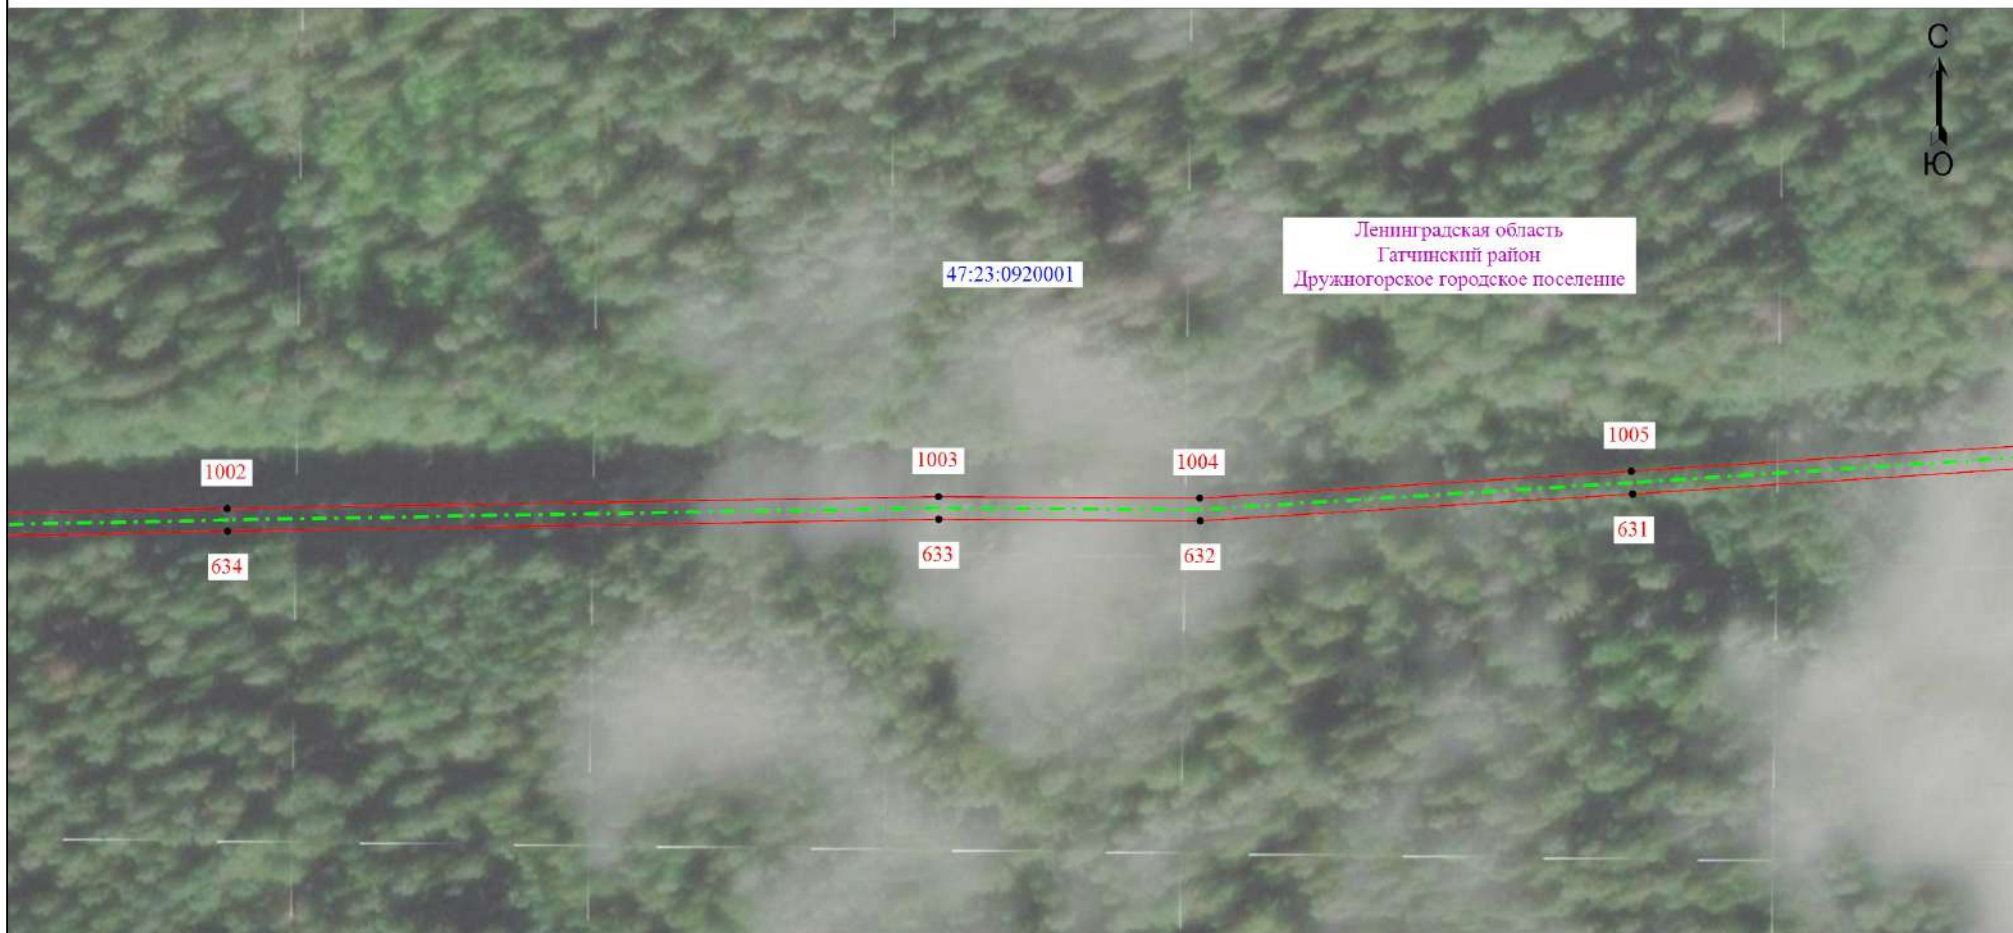 С
Ю
Ленинградская область
Гатчинский район
Дружногорское городское поселение
47:23:0920001
1002
1003
1004
1005
634
633
632
631